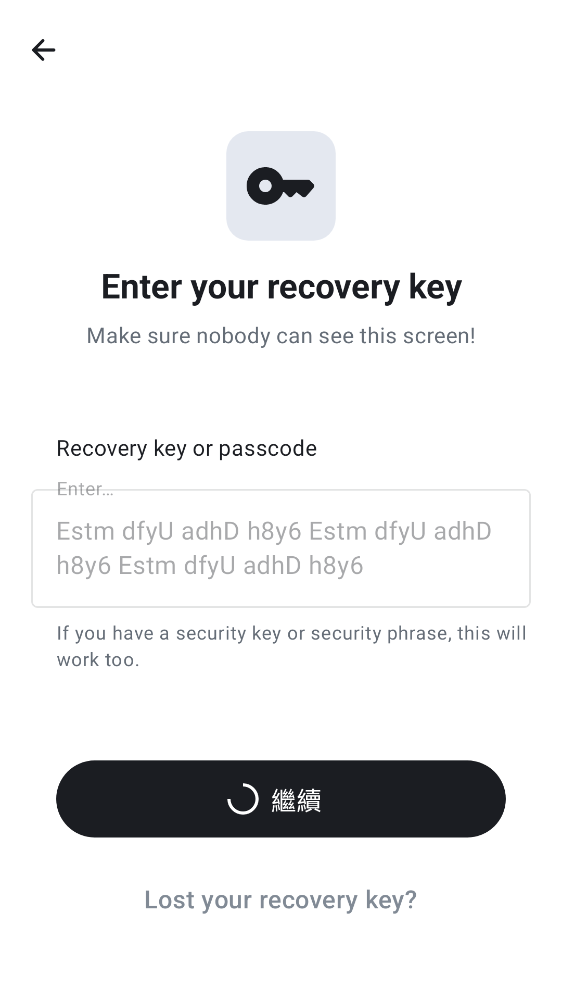 Enter your recovery key
Make sure nobody can see this screen!
Recovery key or passcode
Enter…
Estm dfyU adhD h8y6 Estm dfyU adhD
h8y6 Estm dfyU adhD h8y6
If you have a security key or security phrase, this will
work too.
繼續
Lost your recovery key?